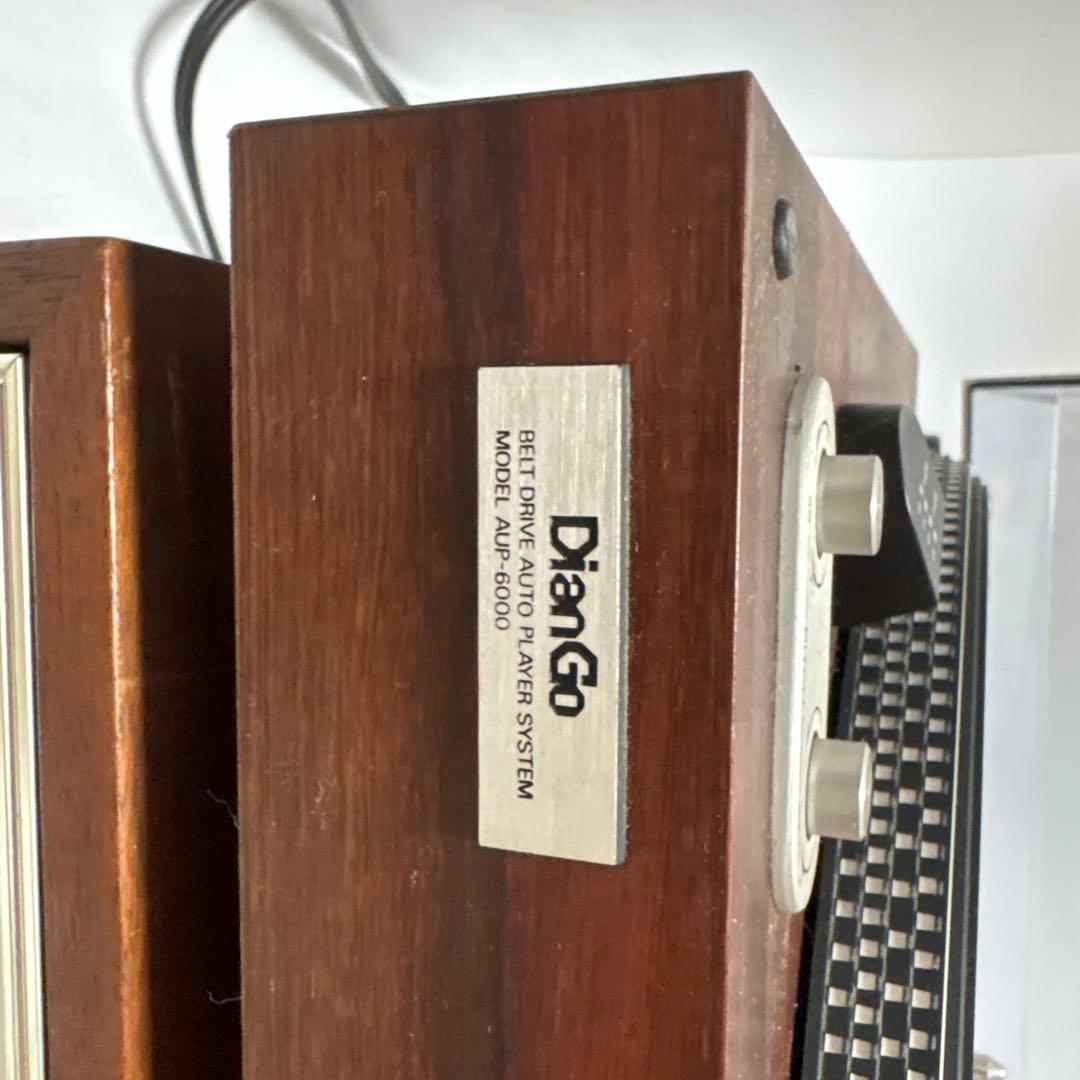 DianGo
BELT DRIVE AUTO PLAYER SYSTEM
MODEL AUP-6000